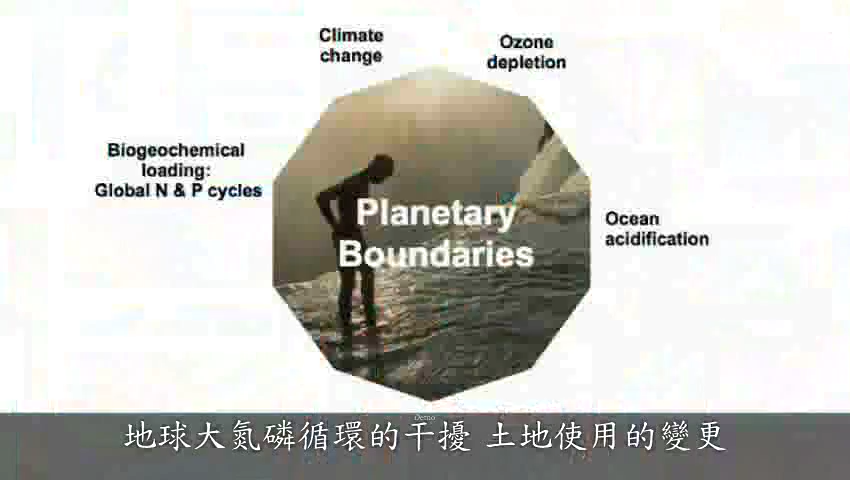 Climate
change
Ozone
depletion
Biogeochemical
loading:
Global N & P cycles
Planetary
Boundaries
Ocean
acidification
Demo
地球大氮磷循環的干擾 土地使用的變更